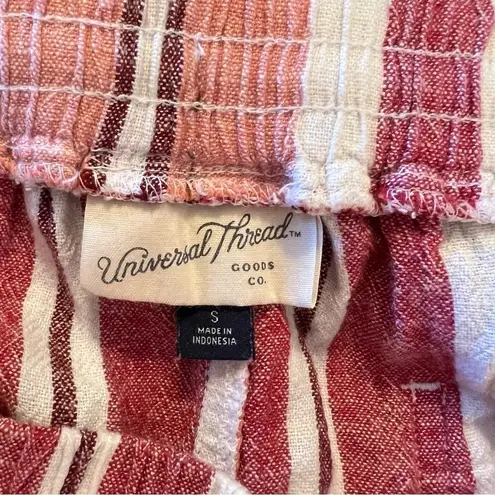 Universal Thread™
GOODS
CO.
S
MADE IN
INDONESIA